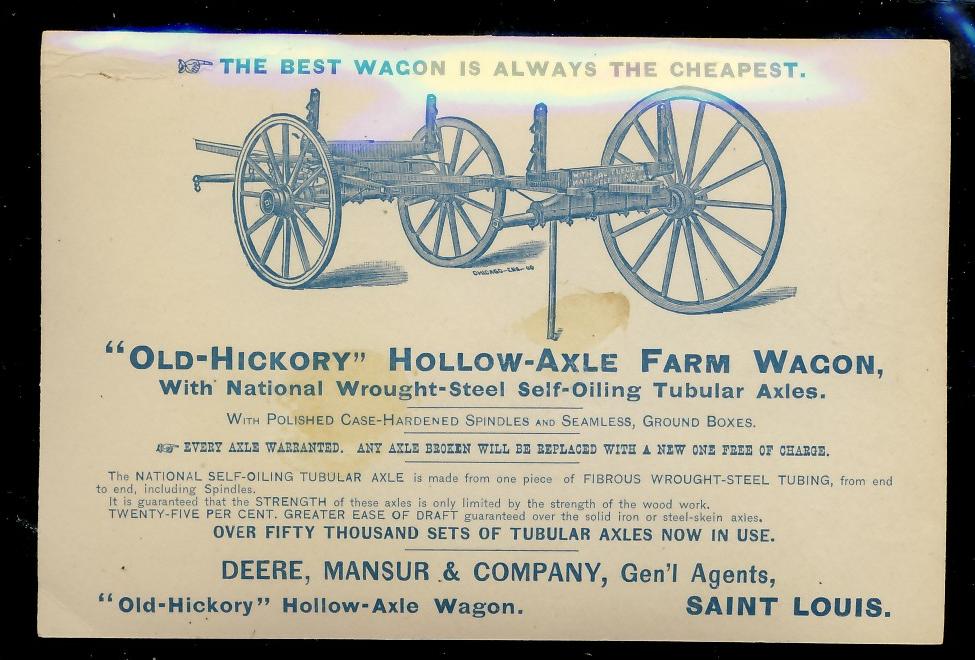 ☞ THE BEST WAGON IS ALWAYS THE CHEAPEST.
CHICAGO-ENG-CO
"OLD-HICKORY" HOLLOW-AXLE FARM WAGON,
With National Wrought-Steel Self-Oiling Tubular Axles.
WITH POLISHED CASE-HARDENED SPINDLES AND SEAMLESS, GROUND BOXES.
☞ EVERY AXLE WARRANTED. ANY AXLE BROKEN WILL BE REPLACED WITH A NEW ONE FREE OF CHARGE.
The NATIONAL SELF-OILING TUBULAR AXLE is made from one piece of FIBROUS WROUGHT-STEEL TUBING, from end
to end, including Spindles.
It is guaranteed that the STRENGTH of these axles is only limited by the strength of the wood work.
TWENTY-FIVE PER CENT. GREATER EASE OF DRAFT guaranteed over the solid iron or steel-skein axles.
OVER FIFTY THOUSAND SETS OF TUBULAR AXLES NOW IN USE.
DEERE, MANSUR & COMPANY, Gen'l Agents,
"Old-Hickory" Hollow-Axle Wagon. SAINT LOUIS.